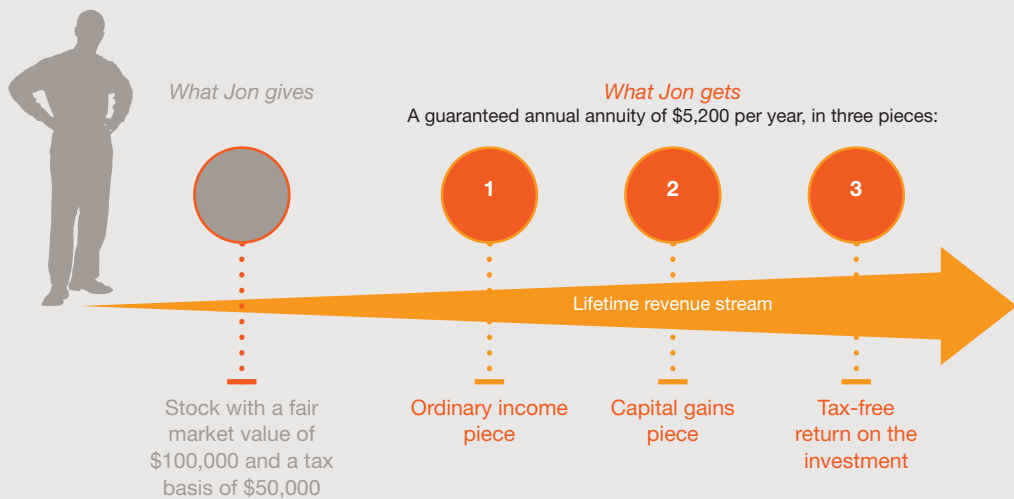 What Jon gives
What Jon gets
A guaranteed annual annuity of $5,200 per year, in three pieces:
1
2
3
Lifetime revenue stream
Stock with a fair
market value of
$100,000 and a tax
basis of $50,000
Ordinary income
piece
Capital gains
piece
Tax-free
return on the
investment